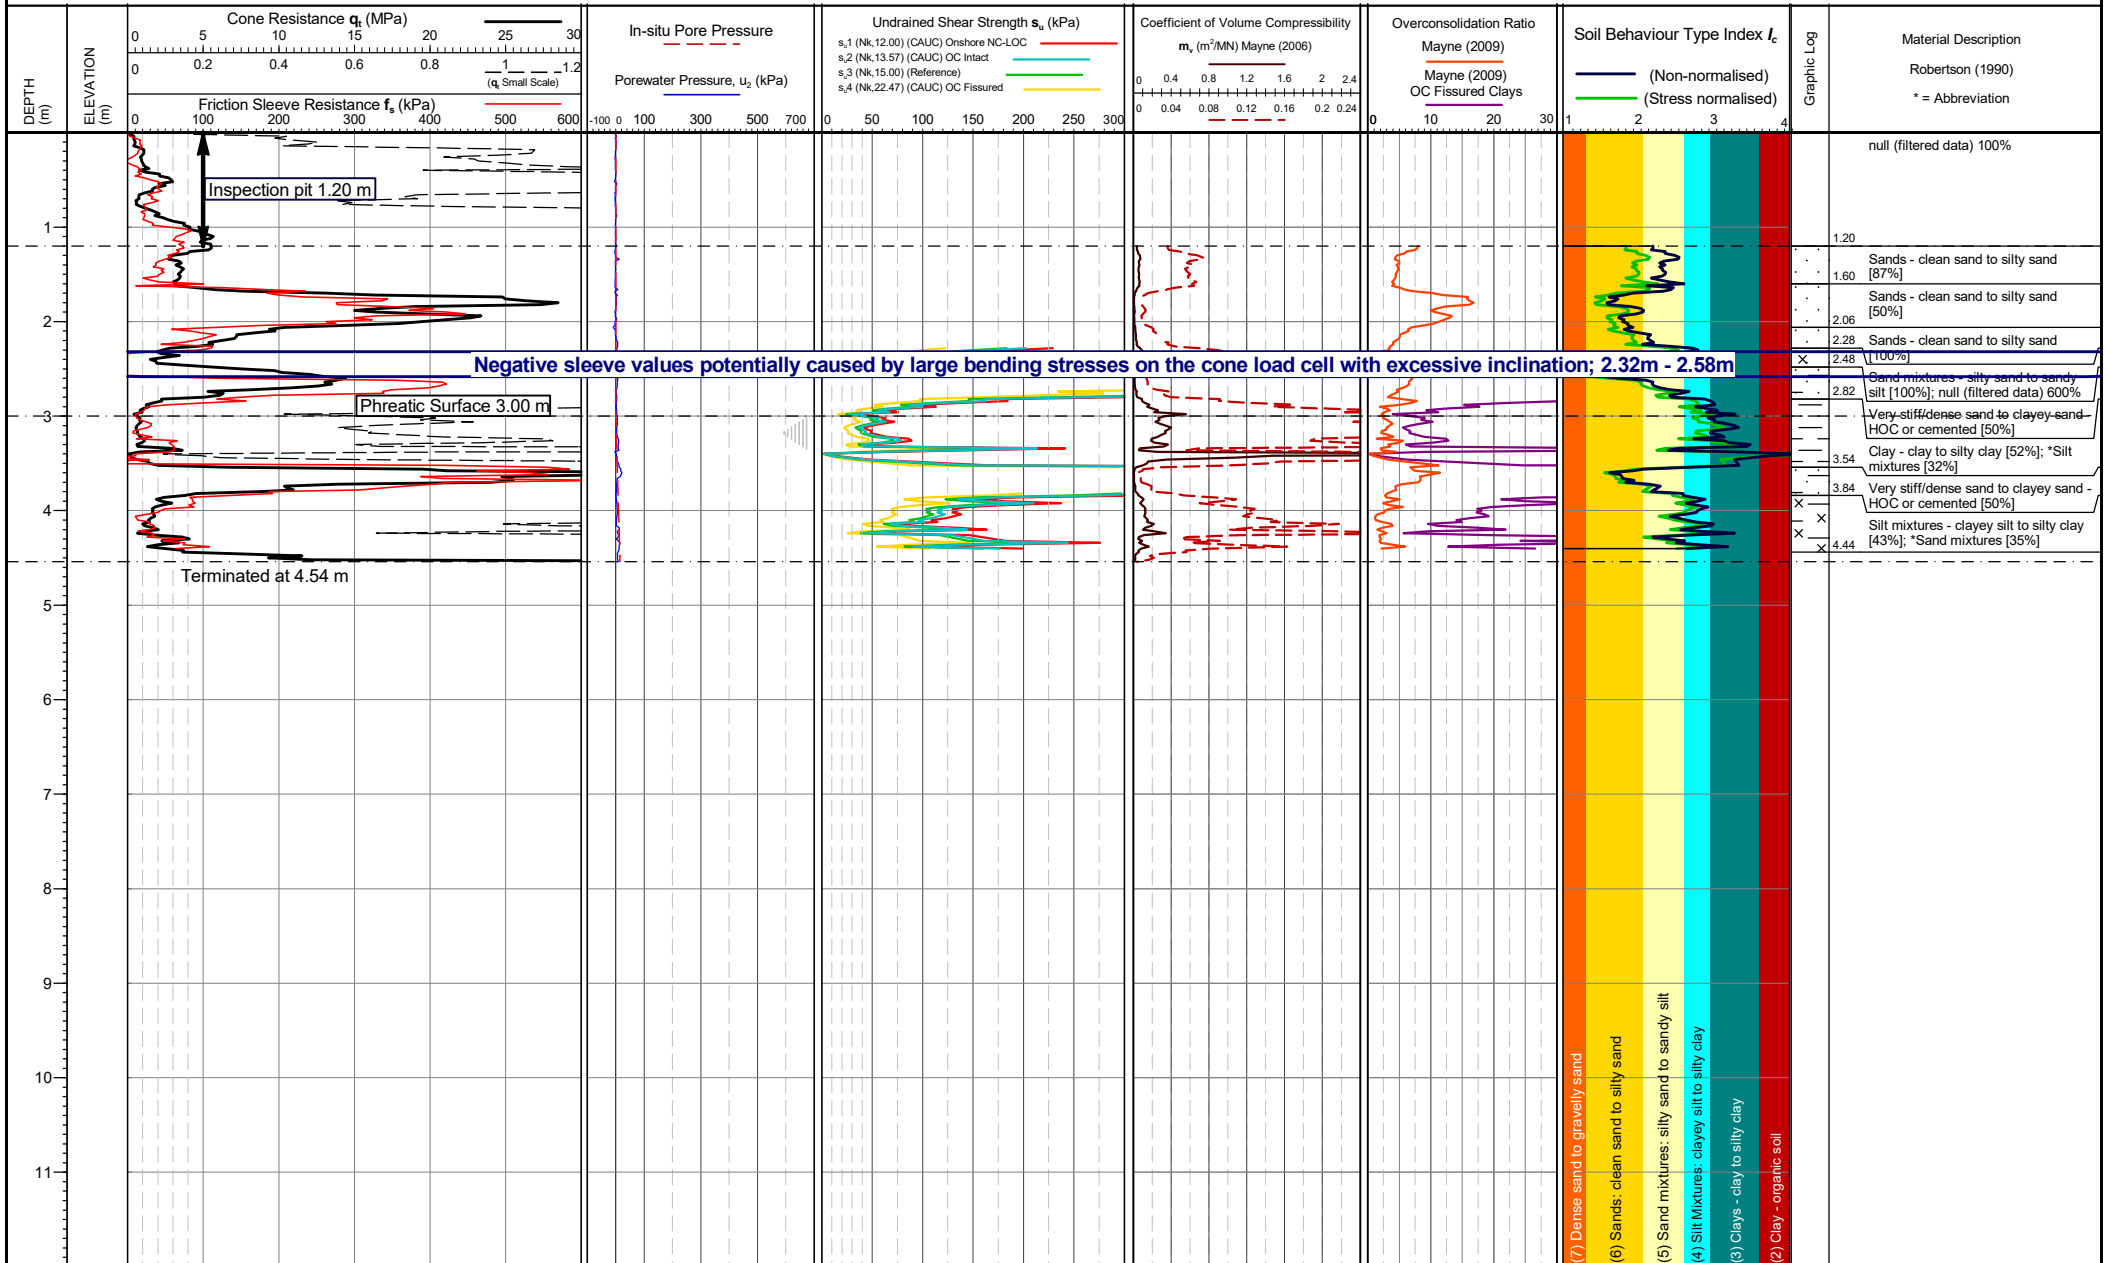 DEPTH
(m)
ELEVATION
(m)
Cone Resistance qt (MPa)
0 5 10 15 20 25 30
0 0.2 0.4 0.6 0.8 1 1.2
(qt Small Scale)
Friction Sleeve Resistance fs (kPa)
0 100 200 300 400 500 600
In-situ Pore Pressure
Porewater Pressure, u2 (kPa)
-100 0 100 300 500 700
Undrained Shear Strength su (kPa)
su1 (Nk,12.00) (CAUC) Onshore NC-LOC
su2 (Nk,13.57) (CAUC) OC Intact
su3 (Nk,15.00) (Reference)
su4 (Nk,22.47) (CAUC) OC Fissured
0 50 100 150 200 250 300
Coefficient of Volume Compressibility
mv (m²/MN) Mayne (2006)
0 0.4 0.8 1.2 1.6 2 2.4
0 0.04 0.08 0.12 0.16 0.2 0.24
Overconsolidation Ratio
Mayne (2009)
Mayne (2009)
OC Fissured Clays
0 10 20 30
Soil Behaviour Type Index Ic
(Non-normalised)
(Stress normalised)
1 2 3 4
Graphic Log
Material Description
Robertson (1990)
* = Abbreviation
null (filtered data) 100%
Inspection pit 1.20 m
1
1.20
Sands - clean sand to silty sand
[87%]
1.60
Sands - clean sand to silty sand
[50%]
2
2.06
2.28
Sands - clean sand to silty sand
[100%]
Negative sleeve values potentially caused by large bending stresses on the cone load cell with excessive inclination; 2.32m - 2.58m
2.48
Sand mixtures - silty sand to sandy
silt [100%]; null (filtered data) 600%
2.82
Phreatic Surface 3.00 m
3
Very stiff/dense sand to clayey sand -
HOC or cemented [50%]
Clay - clay to silty clay [52%]; *Silt
mixtures [32%]
3.54
3.84
Very stiff/dense sand to clayey sand -
HOC or cemented [50%]
4
Silt mixtures - clayey silt to silty clay
[43%]; *Sand mixtures [35%]
4.44
Terminated at 4.54 m
5
6
7
8
9
10
11
(7) Dense sand to gravelly sand
(6) Sands: clean sand to silty sand
(5) Sand mixtures: silty sand to sandy silt
(4) Silt Mixtures: clayey silt to silty clay
(3) Clays - clay to silty clay
(2) Clay - organic soil